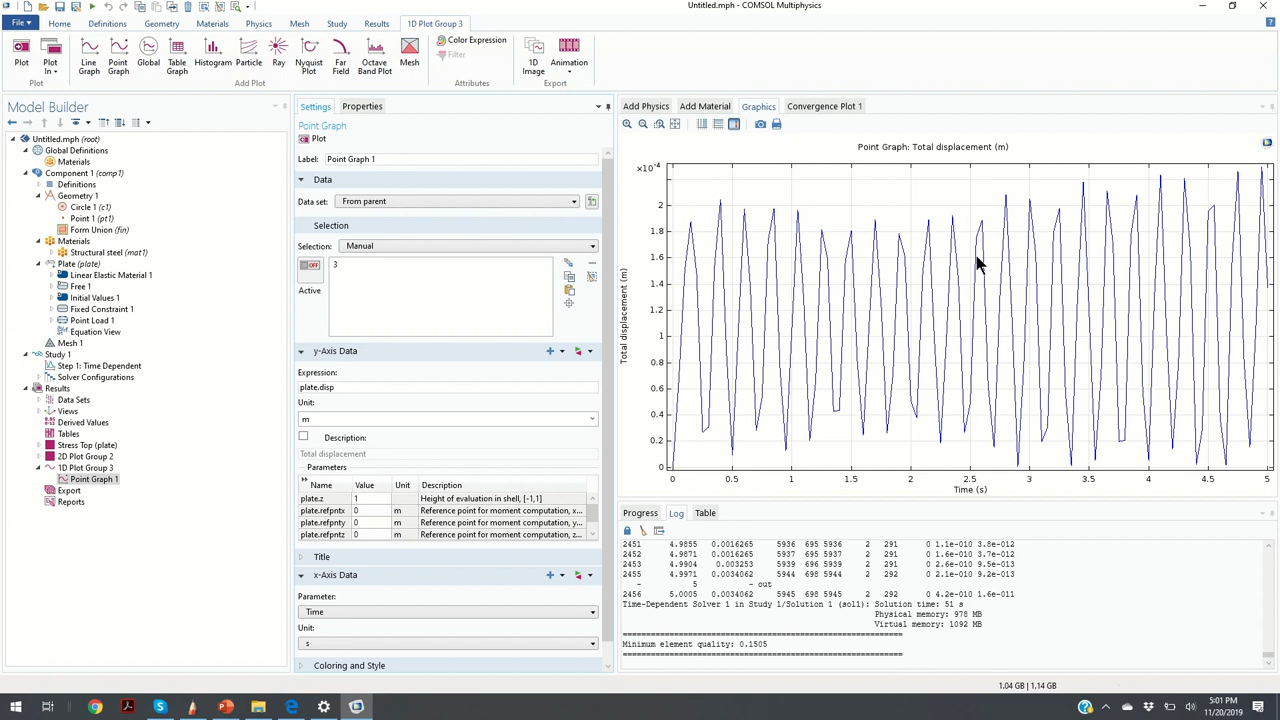 Untitled.mph - COMSOL Multiphysics
File
Home
Definitions
Geometry
Materials
Physics
Mesh
Study
Results
1D Plot Group 3
Plot
Plot In
Line Graph
Point Graph
Global
Table Graph
Histogram
Particle
Ray
Nyquist Plot
Far Field
Octave Band Plot
Mesh
Color Expression
Filter
1D Image
Animation
Plot
Add Plot
Attributes
Export
Model Builder
Untitled.mph (root)
Global Definitions
Materials
Component 1 (comp1)
Definitions
Geometry 1
Circle 1 (c1)
Point 1 (pt1)
Form Union (fin)
Materials
Structural steel (mat1)
Plate (plate)
Linear Elastic Material 1
Free 1
Initial Values 1
Fixed Constraint 1
Point Load 1
Equation View
Mesh 1
Study 1
Step 1: Time Dependent
Solver Configurations
Results
Data Sets
Views
Derived Values
Tables
Stress Top (plate)
2D Plot Group 2
1D Plot Group 3
Point Graph 1
Export
Reports
Settings
Properties
Point Graph
Plot
Label: Point Graph 1
Data
Data set: From parent
Selection
Selection: Manual
OFF
Active
3
y-Axis Data
Expression:
plate.disp
Unit:
m
Description:
Total displacement
Parameters
Name Value Unit Description
plate.z 1 Height of evaluation in shell, [-1,1]
plate.refpntx 0 m Reference point for moment computation, x...
plate.refpnty 0 m Reference point for moment computation, y...
plate.refpntz 0 m Reference point for moment computation, z...
Title
x-Axis Data
Parameter:
Time
Unit:
s
Coloring and Style
Add Physics
Add Material
Graphics
Convergence Plot 1
Point Graph: Total displacement (m)
×10⁻⁴
2
1.8
1.6
1.4
1.2
1
0.8
0.6
0.4
0.2
0
Total displacement (m)
0 0.5 1 1.5 2 2.5 3 3.5 4 4.5 5
Time (s)
Progress
Log
Table
2451 4.9855 0.0016265 5936 695 5936 2 291 0 1.1e-010 3.8e-012
2452 4.9871 0.0016265 5937 695 5937 2 291 0 1.6e-010 3.7e-012
2453 4.9904 0.003253 5939 696 5939 2 291 0 2.6e-010 9.5e-013
2455 4.9971 0.0034062 5944 698 5944 2 292 0 2.1e-010 9.2e-013
- 5 - out
2456 5.0005 0.0034062 5945 698 5945 2 292 0 4.2e-010 1.6e-011
Time-Dependent Solver 1 in Study 1/Solution 1 (sol1): Solution time: 51 s
Physical memory: 978 MB
Virtual memory: 1092 MB
Minimum element quality: 0.1505
1.04 GB | 1.14 GB
5:01 PM
11/20/2019